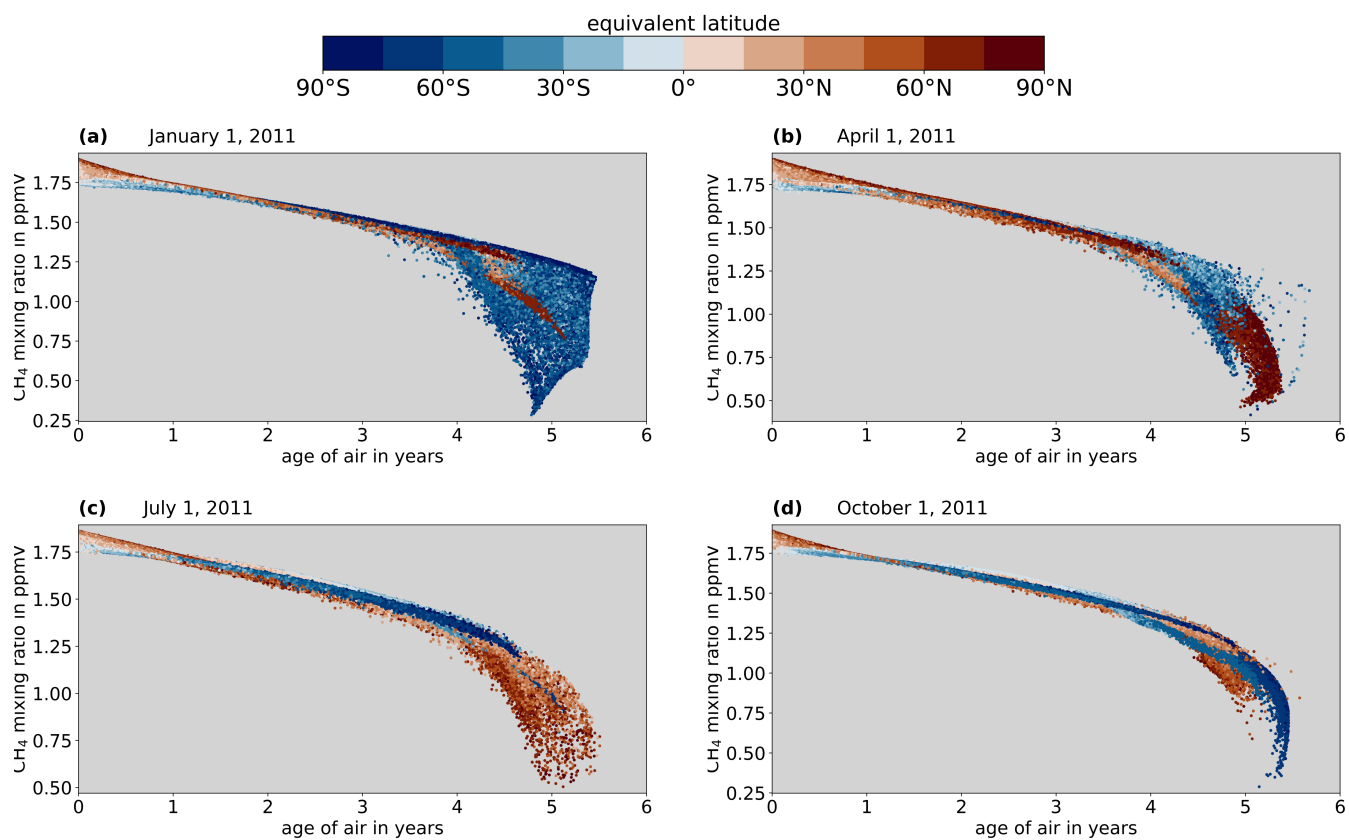 equivalent latitude
90°S 60°S 30°S 0° 30°N 60°N 90°N
(a) January 1, 2011
CH₄ mixing ratio in ppmv
1.75
1.50
1.25
1.00
0.75
0.50
0.25
0 1 2 3 4 5 6
age of air in years
(b) April 1, 2011
CH₄ mixing ratio in ppmv
1.75
1.50
1.25
1.00
0.75
0.50
0 1 2 3 4 5 6
age of air in years
(c) July 1, 2011
CH₄ mixing ratio in ppmv
1.75
1.50
1.25
1.00
0.75
0.50
0 1 2 3 4 5 6
age of air in years
(d) October 1, 2011
CH₄ mixing ratio in ppmv
1.75
1.50
1.25
1.00
0.75
0.50
0.25
0 1 2 3 4 5 6
age of air in years